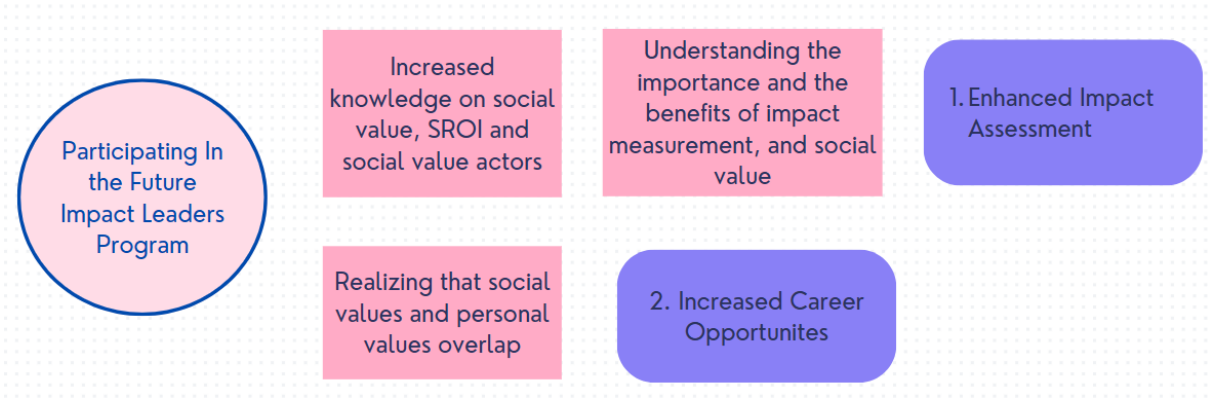 Participating In
the Future
Impact Leaders
Program
Increased
knowledge on social
value, SROI and
social value actors
Understanding the
importance and the
benefits of impact
measurement, and social
value
1. Enhanced Impact
Assessment
Realizing that social
values and personal
values overlap
2. Increased Career
Opportunites